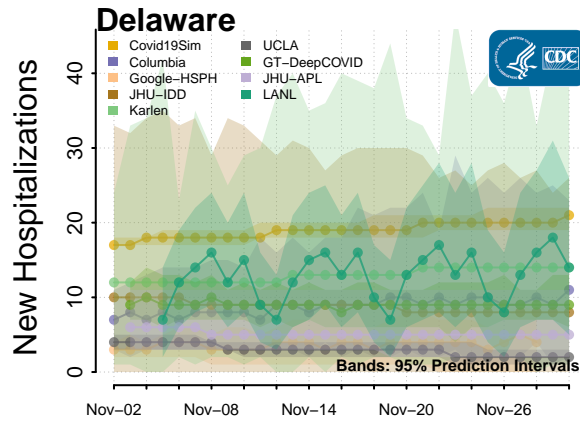 Delaware
Covid19Sim
Columbia
Google−HSPH
JHU−IDD
Karlen
UCLA
GT−DeepCOVID
JHU−APL
LANL
CDC
New Hospitalizations
40
30
20
10
0
Bands: 95% Prediction Intervals
Nov−02 Nov−08 Nov−14 Nov−20 Nov−26